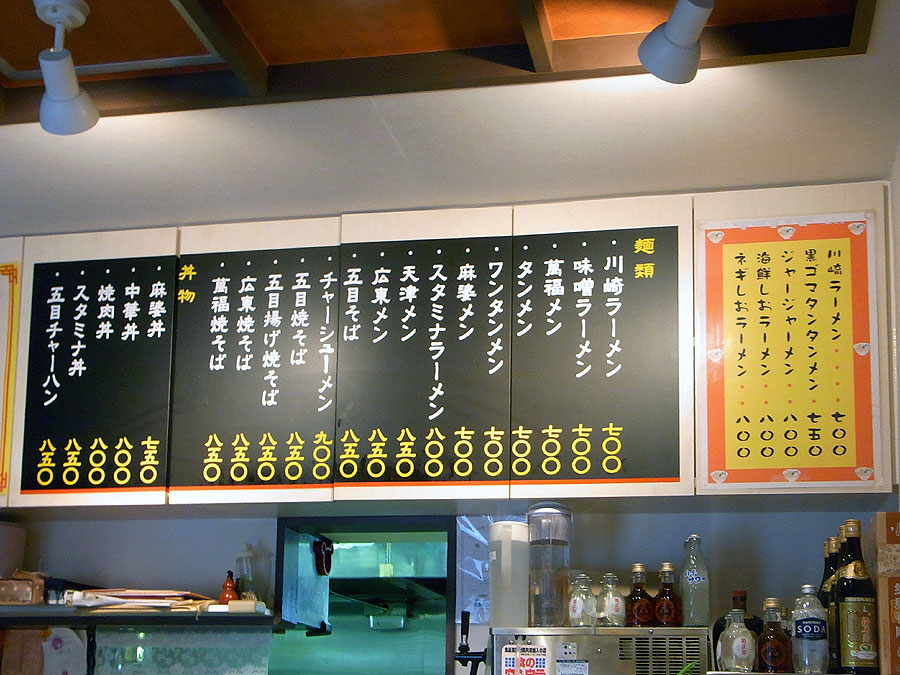 川崎ラーメン・七〇〇
黒ゴマタンタンメン・七五〇
ジャージャーメン・八〇〇
海鮮しおラーメン・八〇〇
ネギしおラーメン・八〇〇
麺類
・川崎ラーメン 七〇〇
・味噌ラーメン 七〇〇
・萬福メン 七〇〇
・タンメン 七〇〇
・ワンタンメン 七〇〇
・麻婆メン 七〇〇
・スタミナラーメン 八〇〇
・天津メン 八五〇
・広東メン 八五〇
・五目そば 八五〇
・チャーシューメン 九〇〇
・五目焼そば 八五〇
・五目揚げ焼そば 八五〇
・広東焼そば 八五〇
・萬福焼そば 八五〇
丼物
・麻婆丼 七五〇
・中華丼 八〇〇
・焼肉丼 八〇〇
・スタミナ丼 八五〇
・五目チャーハン 八五〇
SODA